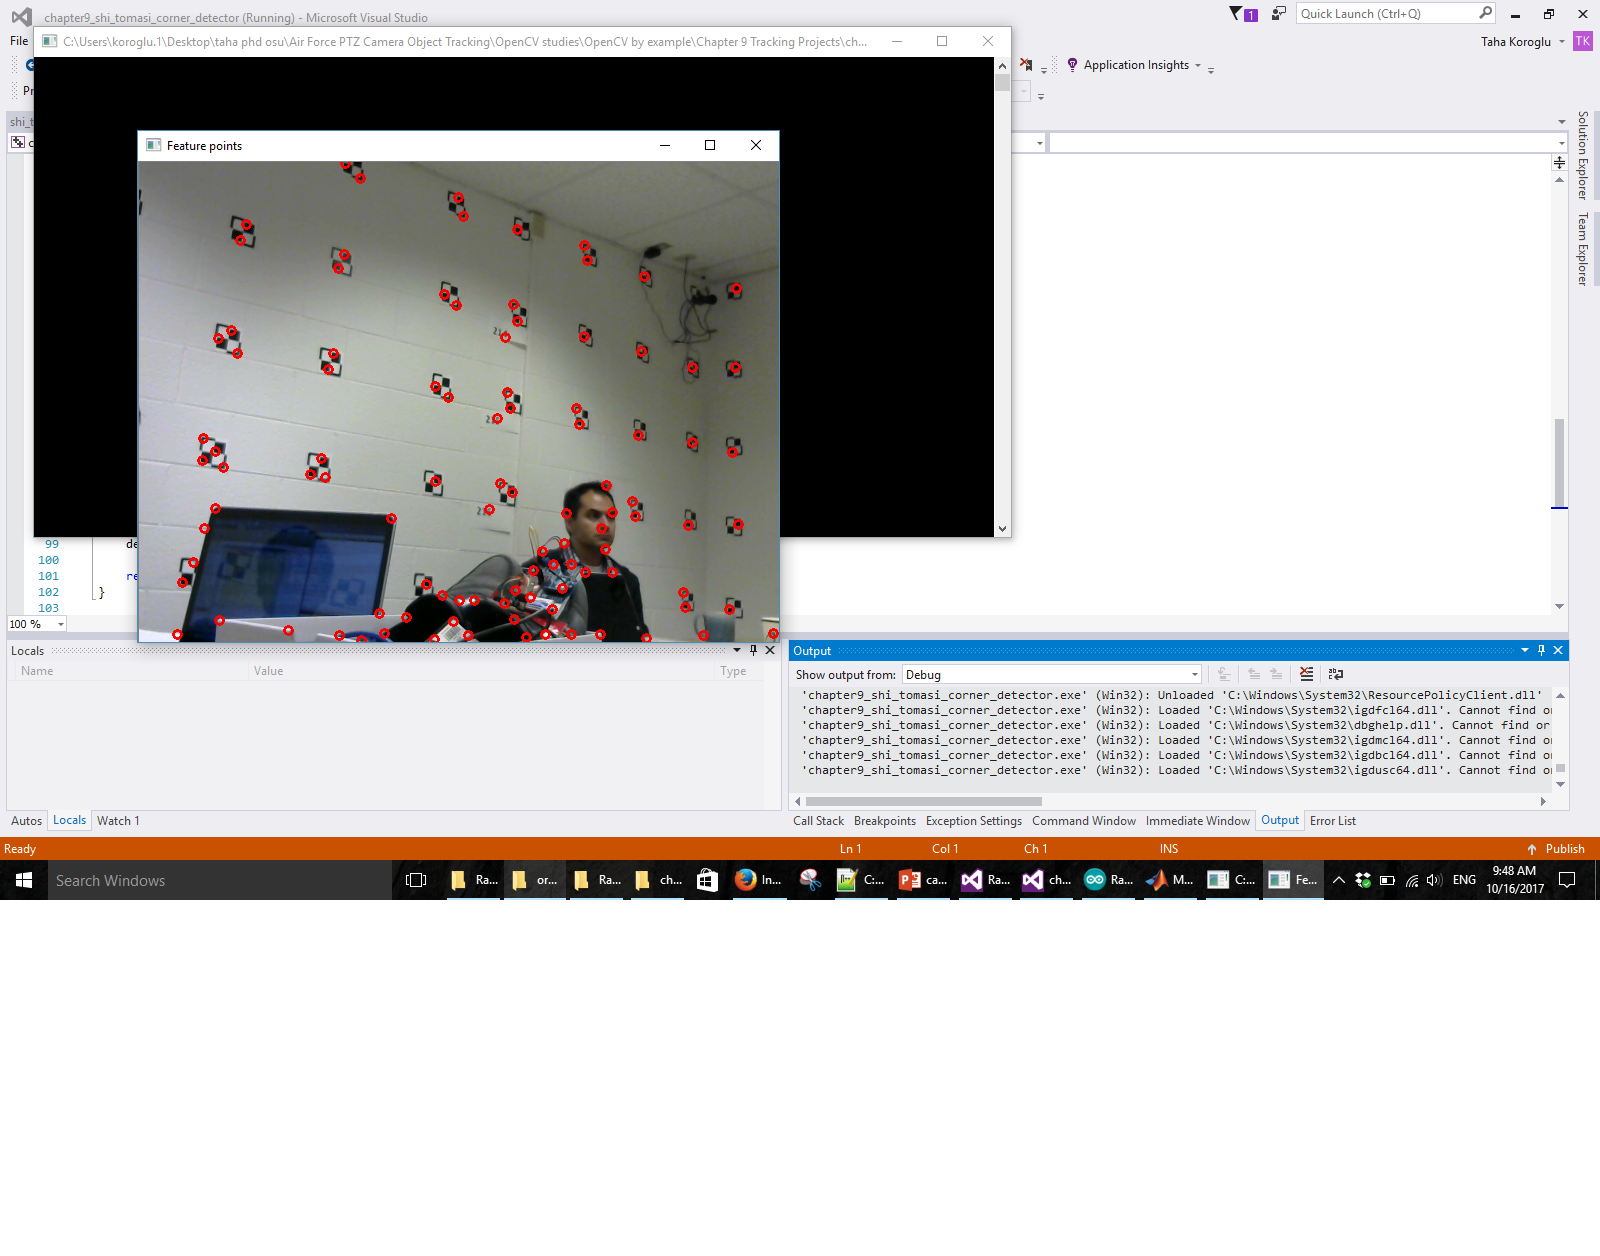 chapter9_shi_tomasi_corner_detector (Running) - Microsoft Visual Studio
1
Quick Launch (Ctrl+Q)
File
C:\Users\koroglu.1\Desktop\taha phd osu\Air Force PTZ Camera Object Tracking\OpenCV studies\OpenCV by example\Chapter 9 Tracking Projects\ch...
Taha Koroglu
TK
Application Insights
Pr
shi_t
c
Feature points
Solution Explorer
Team Explorer
99 de
100
101 re
102 }
103
100 %
Locals
Name Value Type
Autos Locals Watch 1
Output
Show output from: Debug
'chapter9_shi_tomasi_corner_detector.exe' (Win32): Unloaded 'C:\Windows\System32\ResourcePolicyClient.dll'
'chapter9_shi_tomasi_corner_detector.exe' (Win32): Loaded 'C:\Windows\System32\igdfcl64.dll'. Cannot find or
'chapter9_shi_tomasi_corner_detector.exe' (Win32): Loaded 'C:\Windows\System32\dbghelp.dll'. Cannot find or
'chapter9_shi_tomasi_corner_detector.exe' (Win32): Loaded 'C:\Windows\System32\igdmcl64.dll'. Cannot find or
'chapter9_shi_tomasi_corner_detector.exe' (Win32): Loaded 'C:\Windows\System32\igdbcl64.dll'. Cannot find or
'chapter9_shi_tomasi_corner_detector.exe' (Win32): Loaded 'C:\Windows\System32\igdusc64.dll'. Cannot find or
Call Stack Breakpoints Exception Settings Command Window Immediate Window Output Error List
Ready Ln 1 Col 1 Ch 1 INS Publish
Search Windows Ra... or... Ra... ch... In... C:... ca... Ra... ch... Ra... M... C:... Fe... ENG 9:48 AM
10/16/2017